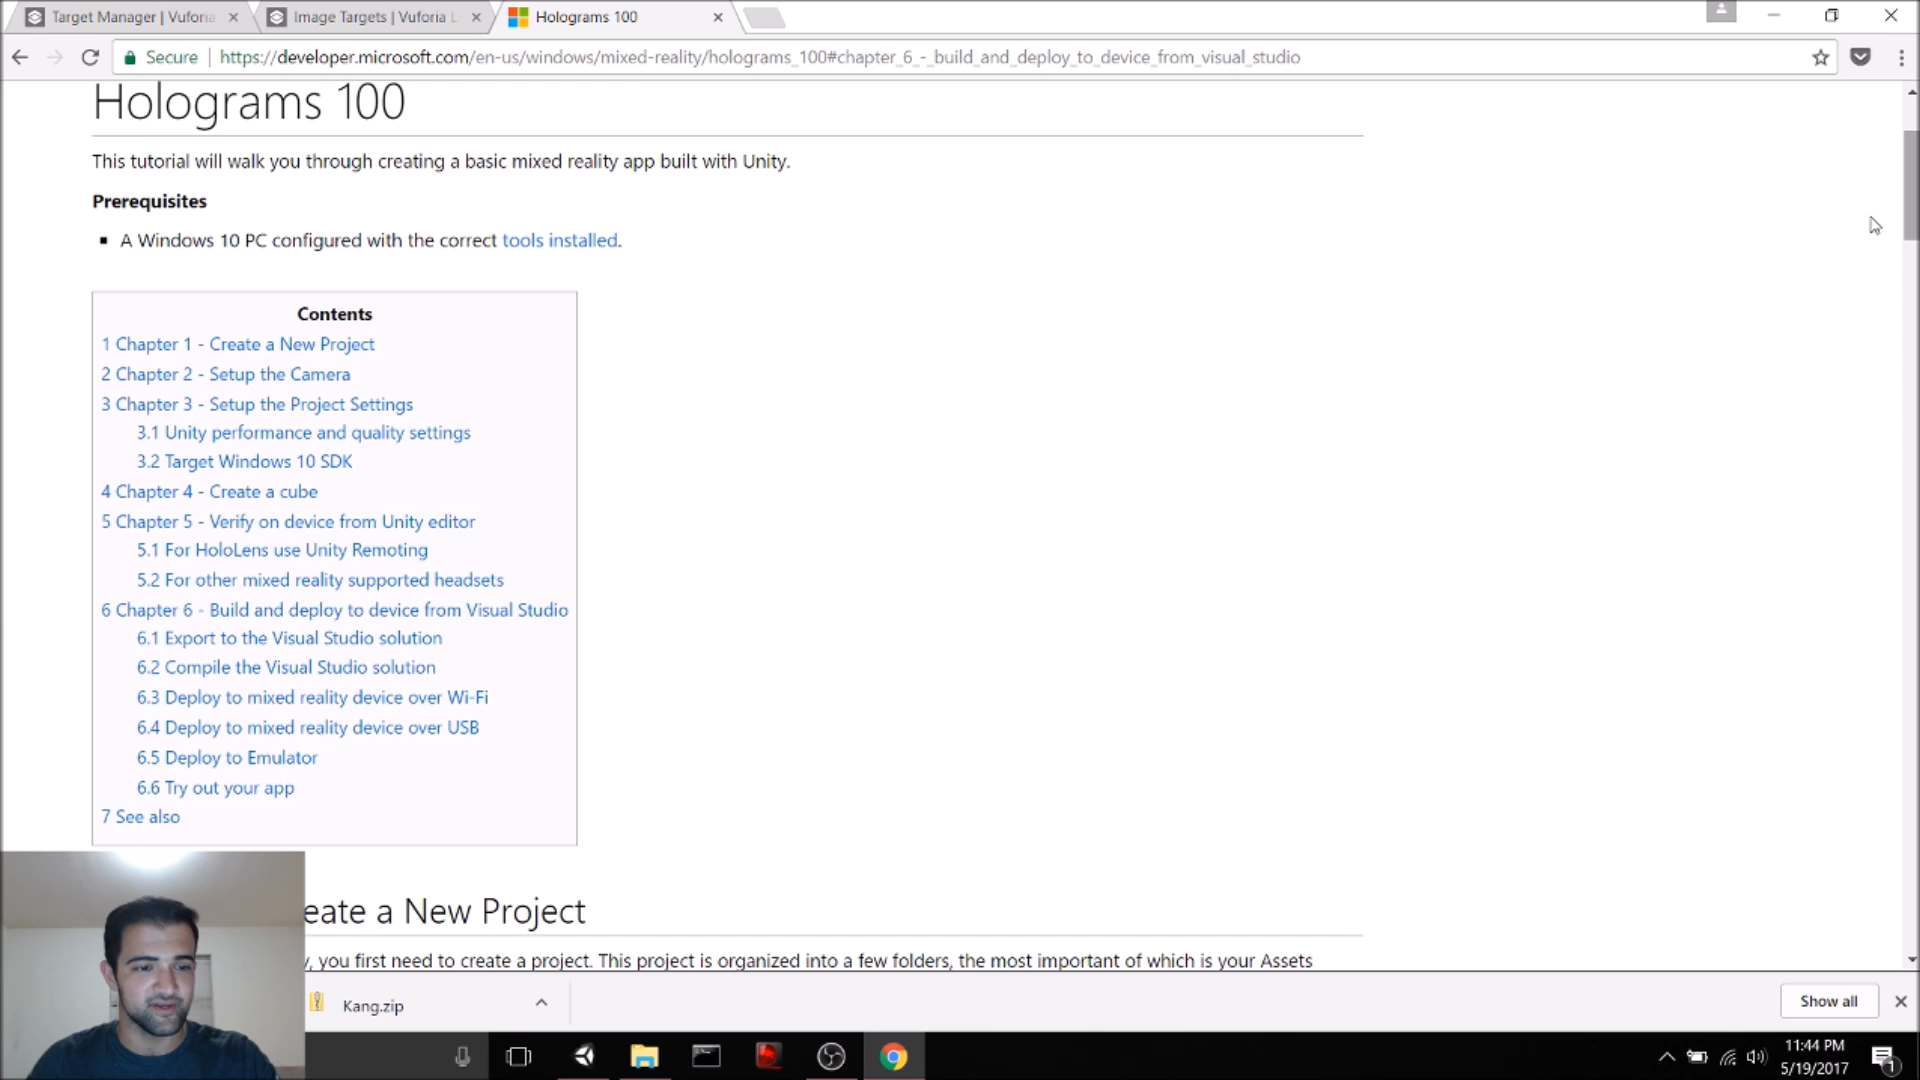 Target Manager | Vuforia
Image Targets | Vuforia L
Holograms 100
Secure
https://developer.microsoft.com/en-us/windows/mixed-reality/holograms_100#chapter_6_-_build_and_deploy_to_device_from_visual_studio
Holograms 100
This tutorial will walk you through creating a basic mixed reality app built with Unity.
Prerequisites
A Windows 10 PC configured with the correct tools installed.
Contents
1 Chapter 1 - Create a New Project
2 Chapter 2 - Setup the Camera
3 Chapter 3 - Setup the Project Settings
3.1 Unity performance and quality settings
3.2 Target Windows 10 SDK
4 Chapter 4 - Create a cube
5 Chapter 5 - Verify on device from Unity editor
5.1 For HoloLens use Unity Remoting
5.2 For other mixed reality supported headsets
6 Chapter 6 - Build and deploy to device from Visual Studio
6.1 Export to the Visual Studio solution
6.2 Compile the Visual Studio solution
6.3 Deploy to mixed reality device over Wi-Fi
6.4 Deploy to mixed reality device over USB
6.5 Deploy to Emulator
6.6 Try out your app
7 See also
eate a New Project
, you first need to create a project. This project is organized into a few folders, the most important of which is your Assets
Kang.zip
Show all
11:44 PM
5/19/2017
1